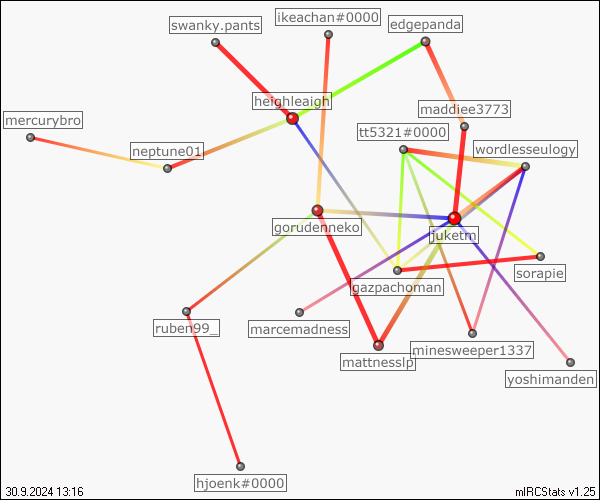 swanky.pants
ikeachan#0000
edgepanda
heighleaigh
maddiee3773
mercurybro
tt5321#0000
neptune01
wordlesseulogy
gorddenneko
juketm
sorapie
gazpachoman
ruben99_
marcemadness
mattnesslp
minesweeper1337
yoshimanden
hjoenk#0000
30.9.2024 13:16
mIRCStats v1.25